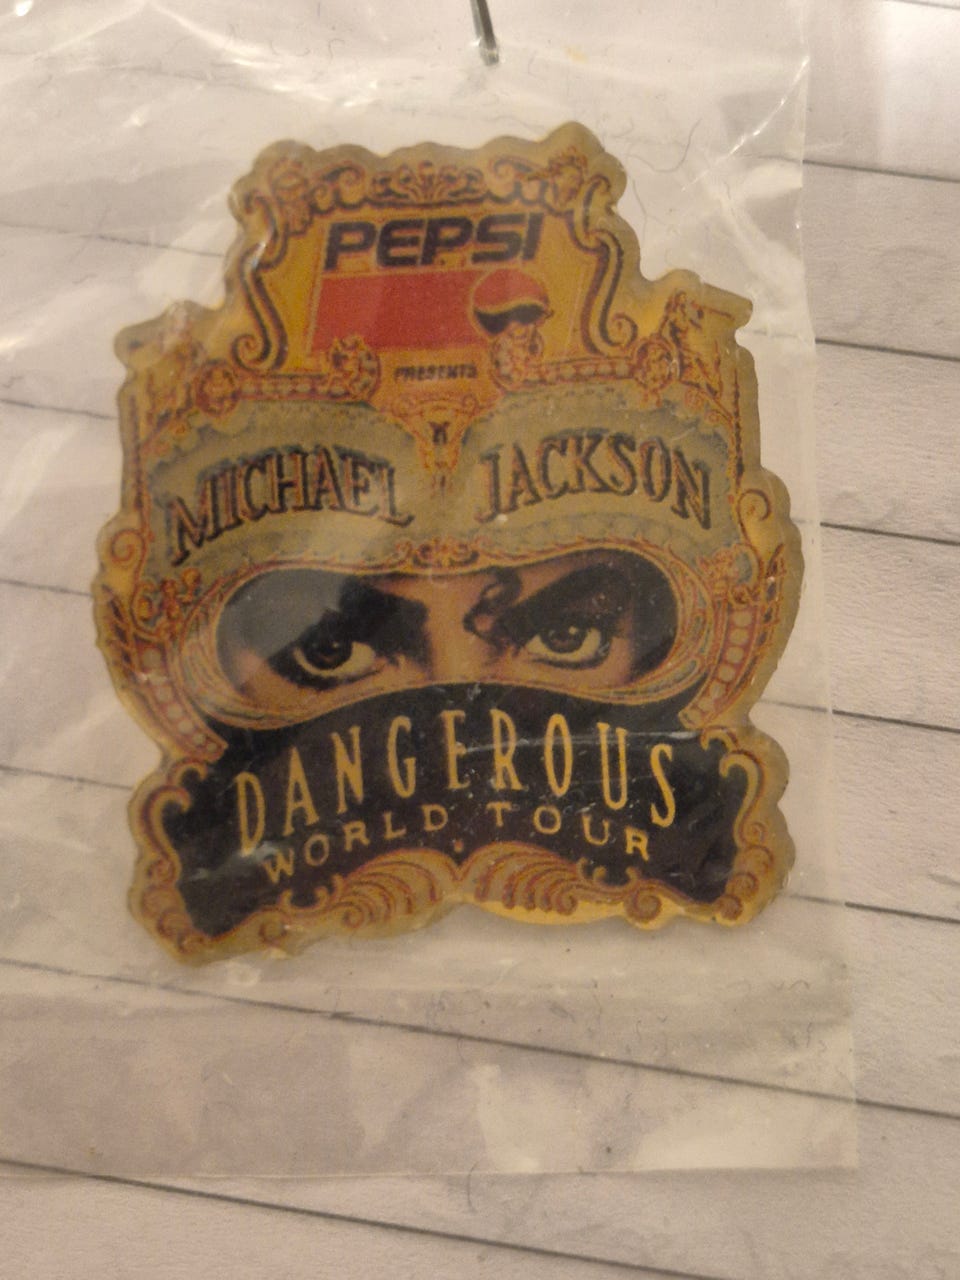 PEPSI
PRESENTS
MICHAEL JACKSON
DANGEROUS
WORLD TOUR